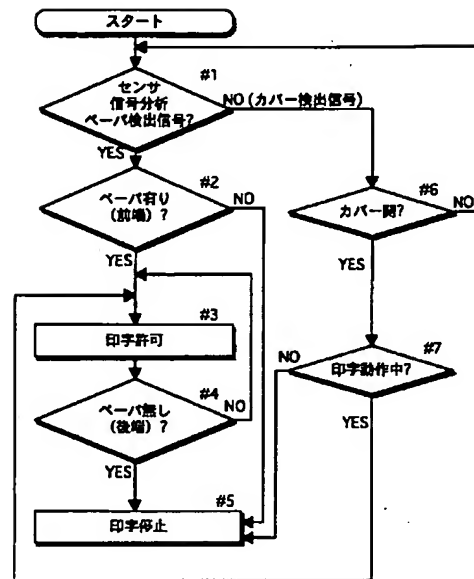 スタート
#1
センサ
信号分析
ペーパ検出信号?
NO (カバー検出信号)
YES
#2
ペーパ有り
(前端) ?
NO
YES
#6
カバー開?
NO
YES
#3
印字許可
#7
印字動作中?
NO
YES
#4
ペーパ無し
(後端) ?
NO
YES
#5
印字停止